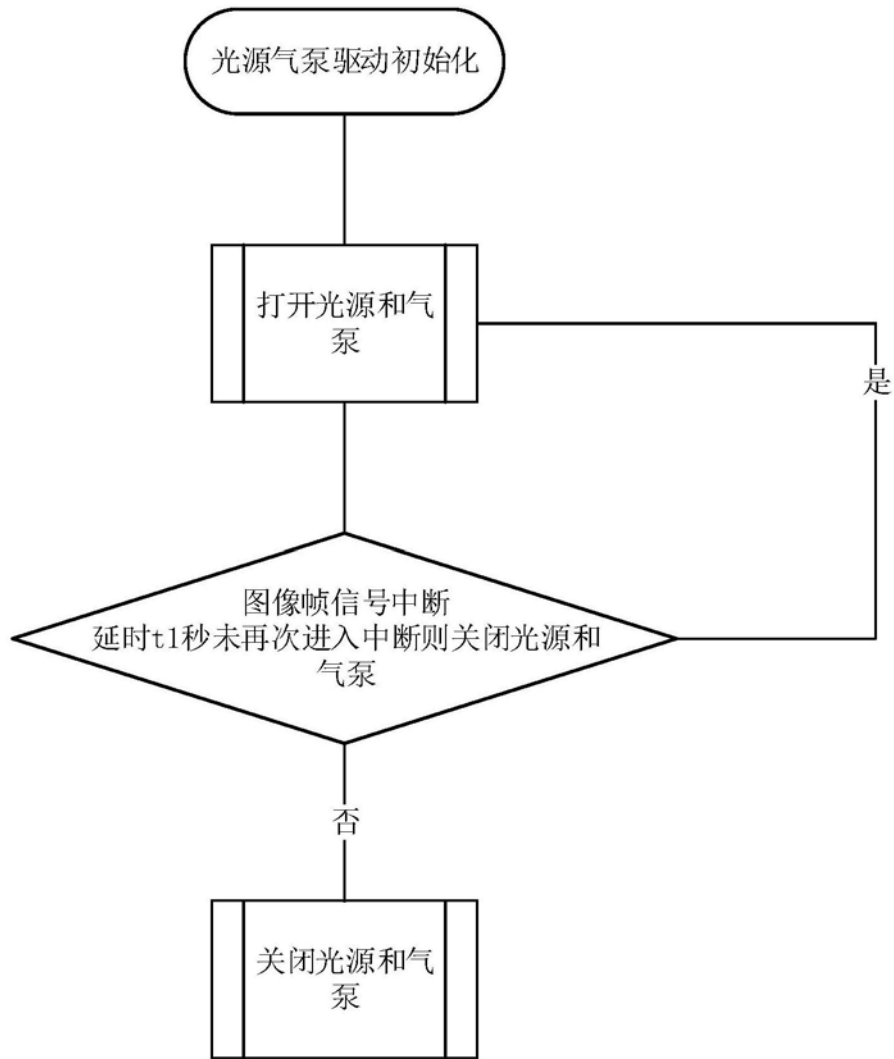 光源气泵驱动初始化
打开光源和气
泵
是
图像帧信号中断
延时t1秒未再次进入中断则关闭光源和
气泵
否
关闭光源和气
泵